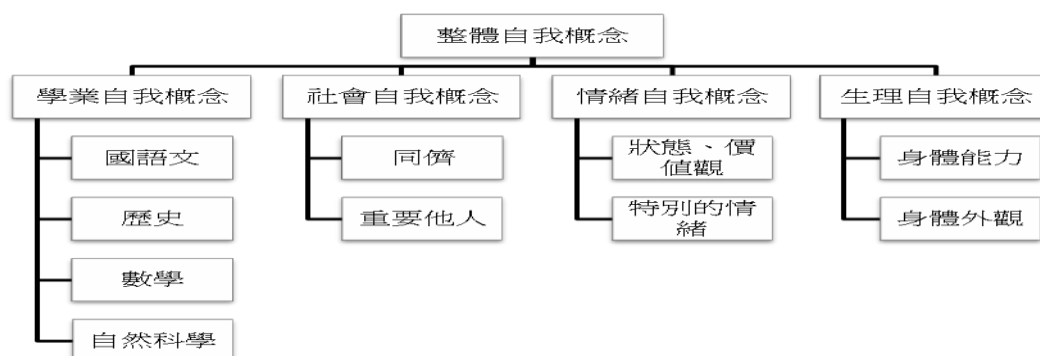 整體自我概念
學業自我概念
社會自我概念
情緒自我概念
生理自我概念
國語文
同儕
狀態、價
值觀
身體能力
歷史
重要他人
特別的情
緒
身體外觀
數學
自然科學